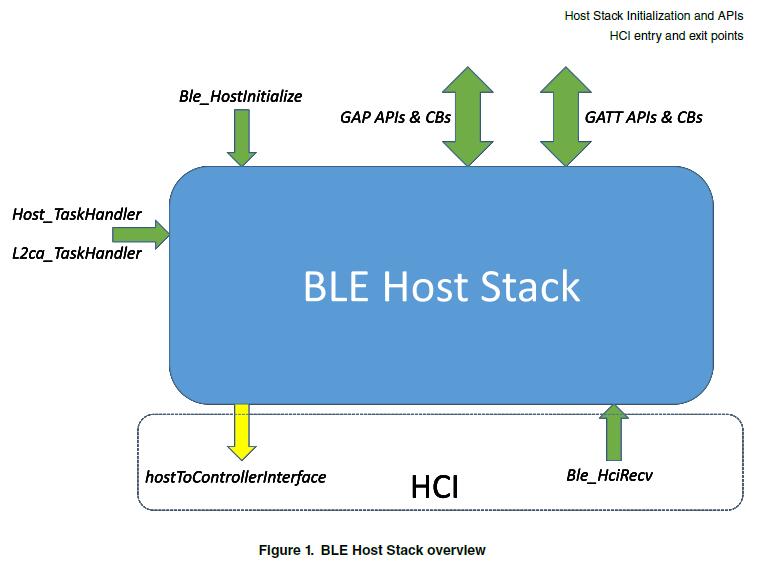 Host Stack Initialization and APIs
HCI entry and exit points
Ble_HostInitialize
GAP APIs & CBs
GATT APIs & CBs
Host_TaskHandler
L2ca_TaskHandler
BLE Host Stack
hostToControllerInterface
HCI
Ble_HciRecv
Figure 1. BLE Host Stack overview